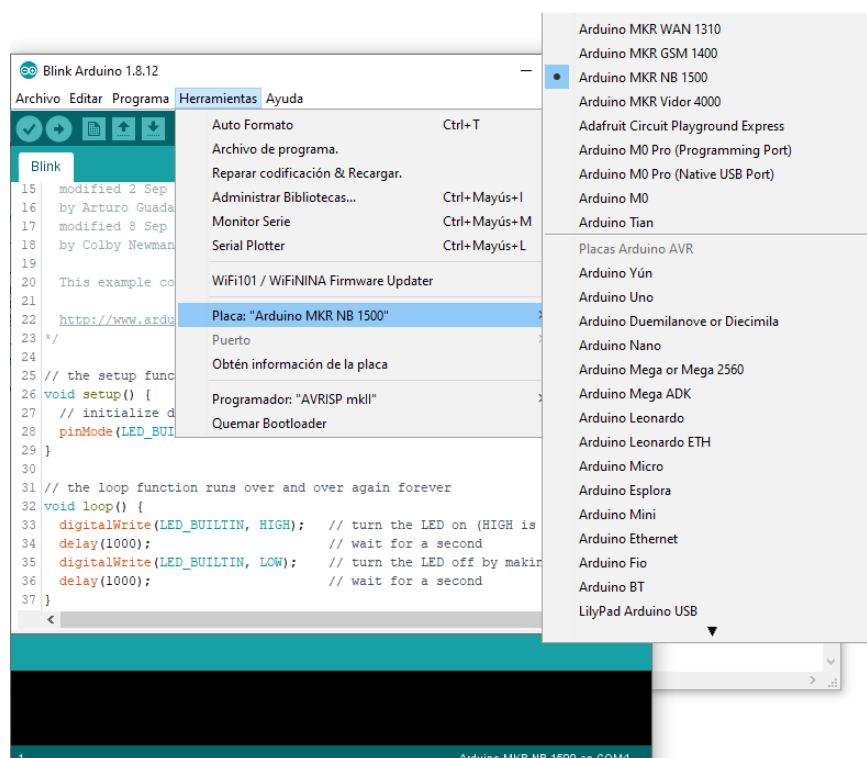 Blink Arduino 1.8.12
Archivo Editar Programa Herramientas Ayuda
Blink
15 modified 2 Sep
16 by Arturo Guada
17 modified 8 Sep
18 by Colby Newman
19
20 This example co
21
22 http://www.ardu
23 */
24
25 // the setup func
26 void setup() {
27 // initialize d
28 pinMode(LED_BUI
29 }
30
31 // the loop function runs over and over again forever
32 void loop() {
33 digitalWrite(LED_BUILTIN, HIGH); // turn the LED on (HIGH is
34 delay(1000); // wait for a second
35 digitalWrite(LED_BUILTIN, LOW); // turn the LED off by makin
36 delay(1000); // wait for a second
37 }
Auto Formato Ctrl+T
Archivo de programa.
Reparar codificación & Recargar.
Administrar Bibliotecas... Ctrl+Mayús+I
Monitor Serie Ctrl+Mayús+M
Serial Plotter Ctrl+Mayús+L
WiFi101 / WiFiNINA Firmware Updater
Placa: "Arduino MKR NB 1500"
Puerto
Obtén información de la placa
Programador: "AVRISP mkII"
Quemar Bootloader
Arduino MKR WAN 1310
Arduino MKR GSM 1400
Arduino MKR NB 1500
Arduino MKR Vidor 4000
Adafruit Circuit Playground Express
Arduino M0 Pro (Programming Port)
Arduino M0 Pro (Native USB Port)
Arduino M0
Arduino Tian
Placas Arduino AVR
Arduino Yún
Arduino Uno
Arduino Duemilanove or Diecimila
Arduino Nano
Arduino Mega or Mega 2560
Arduino Mega ADK
Arduino Leonardo
Arduino Leonardo ETH
Arduino Micro
Arduino Esplora
Arduino Mini
Arduino Ethernet
Arduino Fio
Arduino BT
LilyPad Arduino USB
1 Arduino MKR NB 1500 en COM4